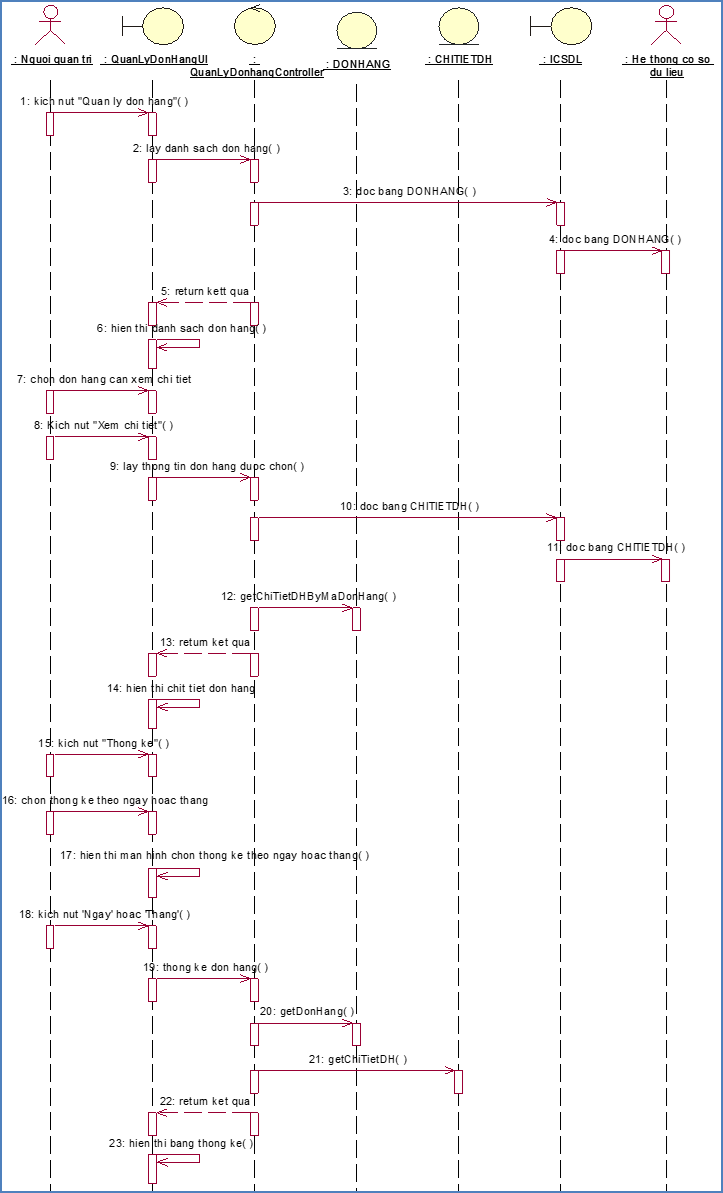 : Nguoi quan tri
: QuanLyDonHangUI
:
QuanLyDonhangController
: DONHANG
: CHITIETDH
: ICSDL
: He thong co so
du lieu
1: kich nut "Quan ly don hang"( )
2: lay danh sach don hang( )
3: doc bang DONHANG( )
4: doc bang DONHANG( )
5: return kett qua
6: hien thi danh sach don hang( )
7: chon don hang can xem chi tiet
8: Kich nut "Xem chi tiet"( )
9: lay thong tin don hang duoc chon( )
10: doc bang CHITIETDH( )
11: doc bang CHITIETDH( )
12: getChiTietDHByMaDonHang( )
13: return ket qua
14: hien thi chit tiet don hang
15: kich nut "Thong ke"( )
16: chon thong ke theo ngay hoac thang
17: hien thi man hinh chon thong ke theo ngay hoac thang( )
18: kich nut 'Ngay' hoac 'Thang'( )
19: thong ke don hang( )
20: getDonHang( )
21: getChiTietDH( )
22: return ket qua
23: hien thi bang thong ke( )